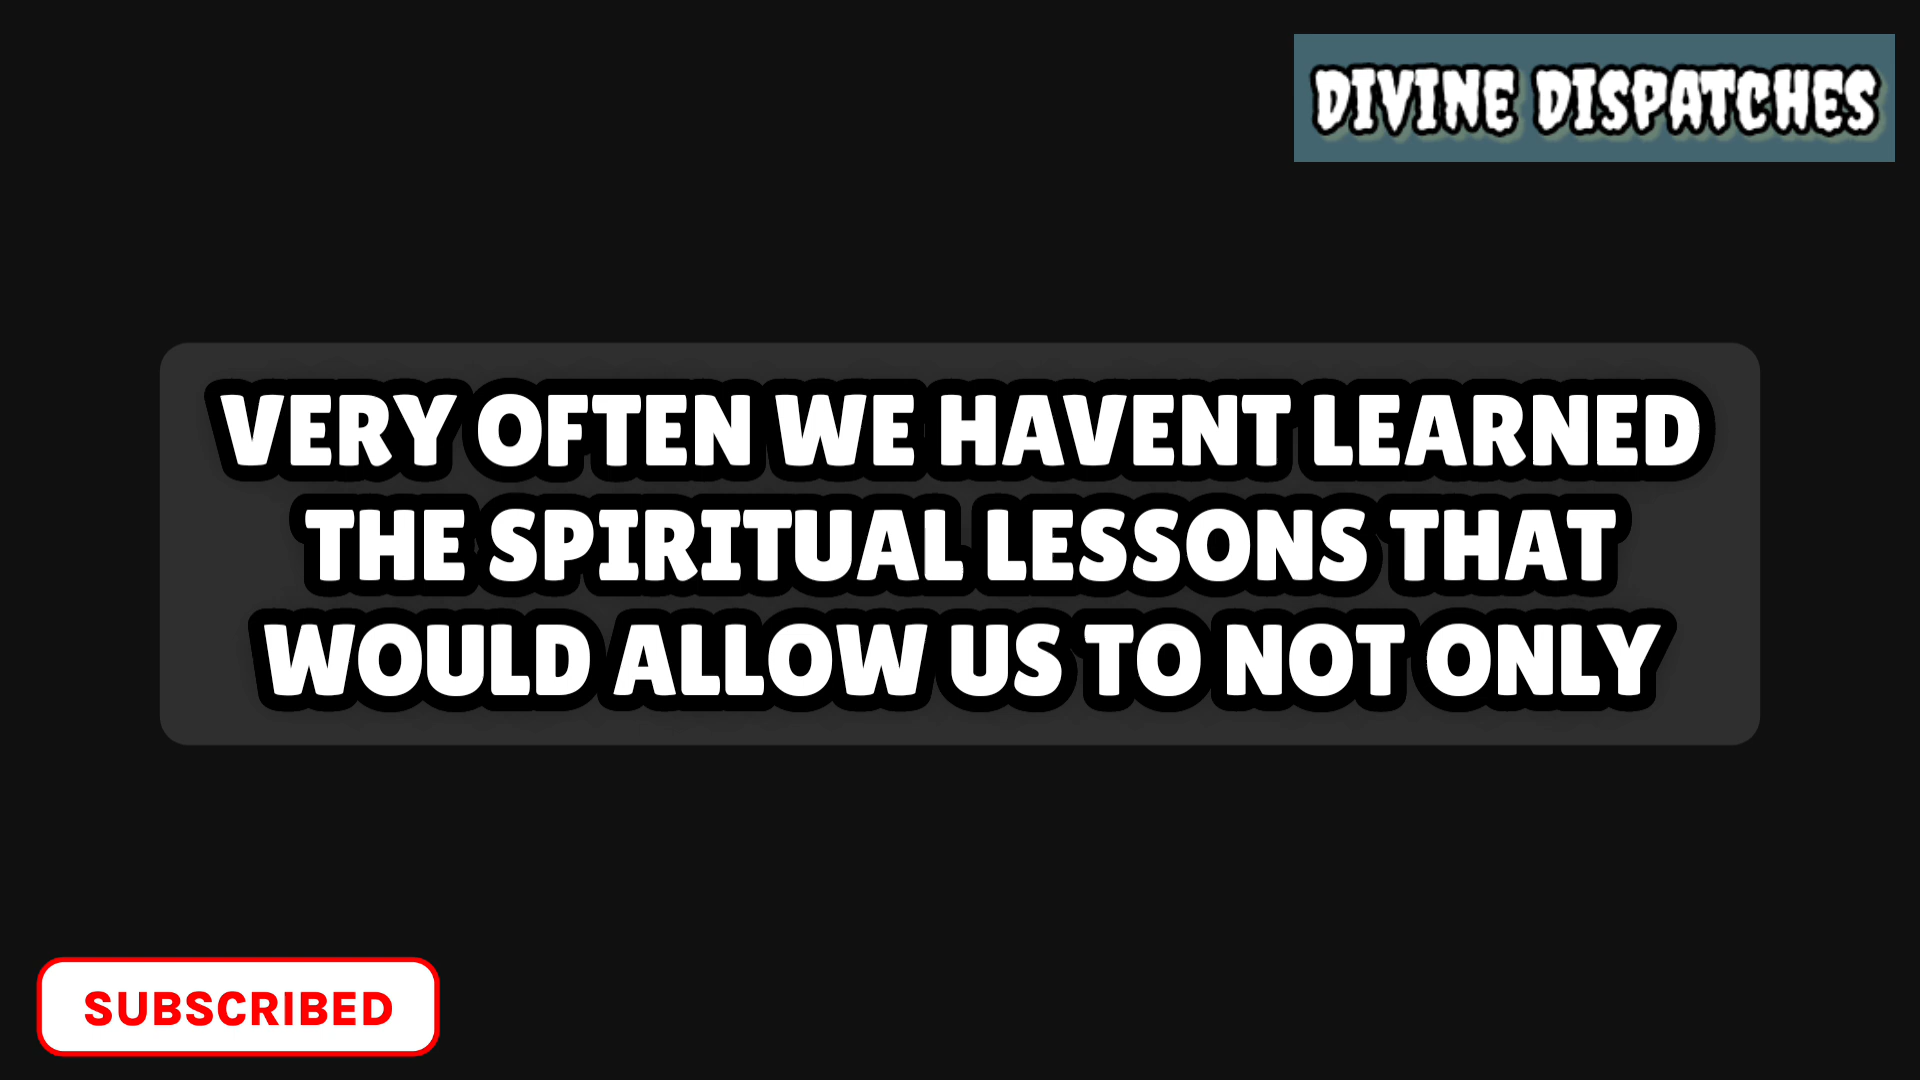 DIVINE DISPATCHES
VERY OFTEN WE HAVENT LEARNED
THE SPIRITUAL LESSONS THAT
WOULD ALLOW US TO NOT ONLY
SUBSCRIBED